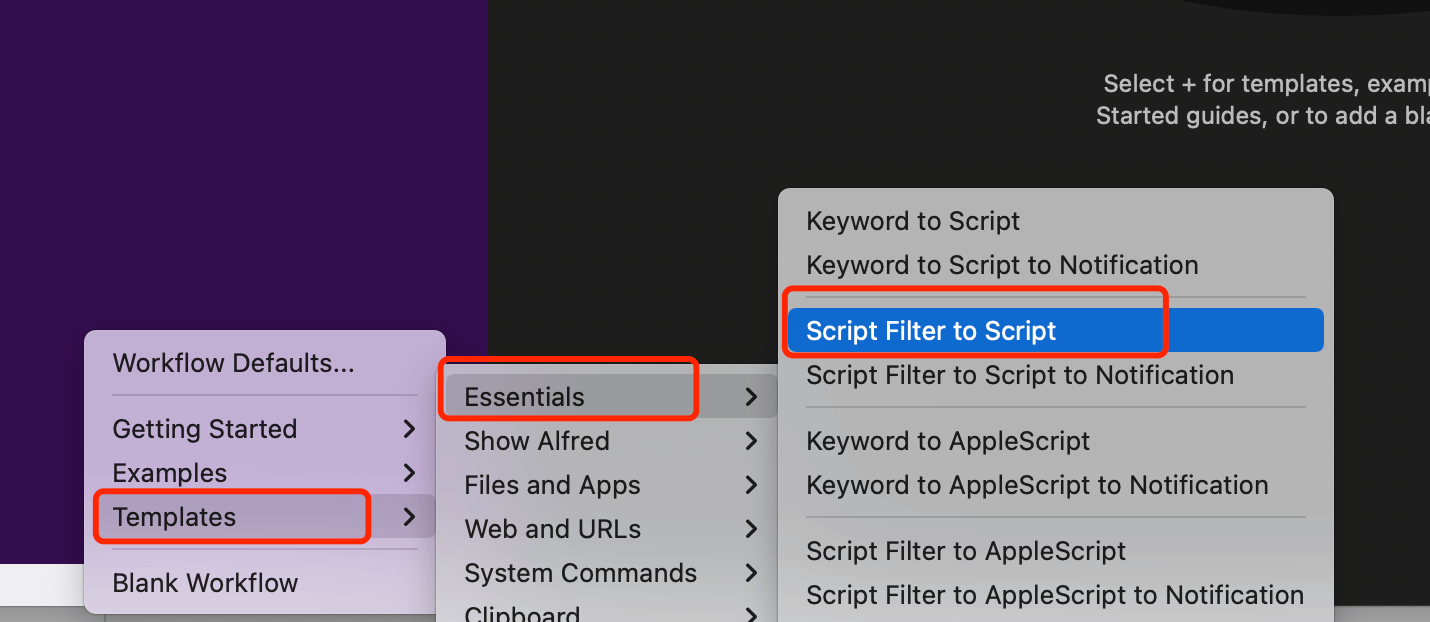 Select + for templates,
Started guides, or to add a
Workflow Defaults...
Getting Started
Examples
Templates
Blank Workflow
Essentials
Show Alfred
Files and Apps
Web and URLs
System Commands
Clipboard
Keyword to Script
Keyword to Script to Notification
Script Filter to Script
Script Filter to Script to Notification
Keyword to AppleScript
Keyword to AppleScript to Notification
Script Filter to AppleScript
Script Filter to AppleScript to Notification